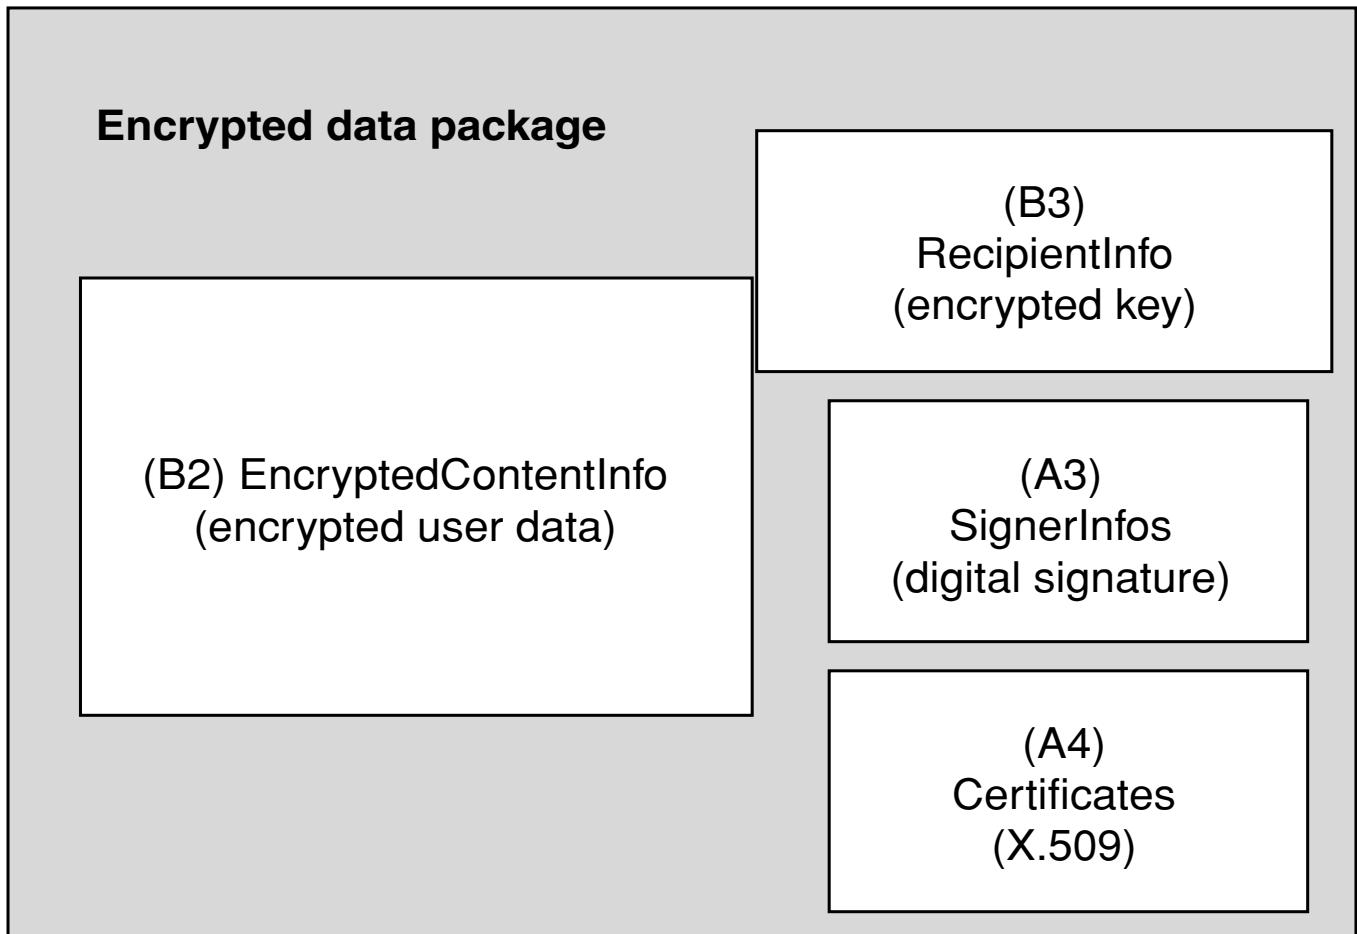 Encrypted data package
(B3)
RecipientInfo
(encrypted key)
(B2) EncryptedContentInfo
(encrypted user data)
(A3)
SignerInfos
(digital signature)
(A4)
Certificates
(X.509)